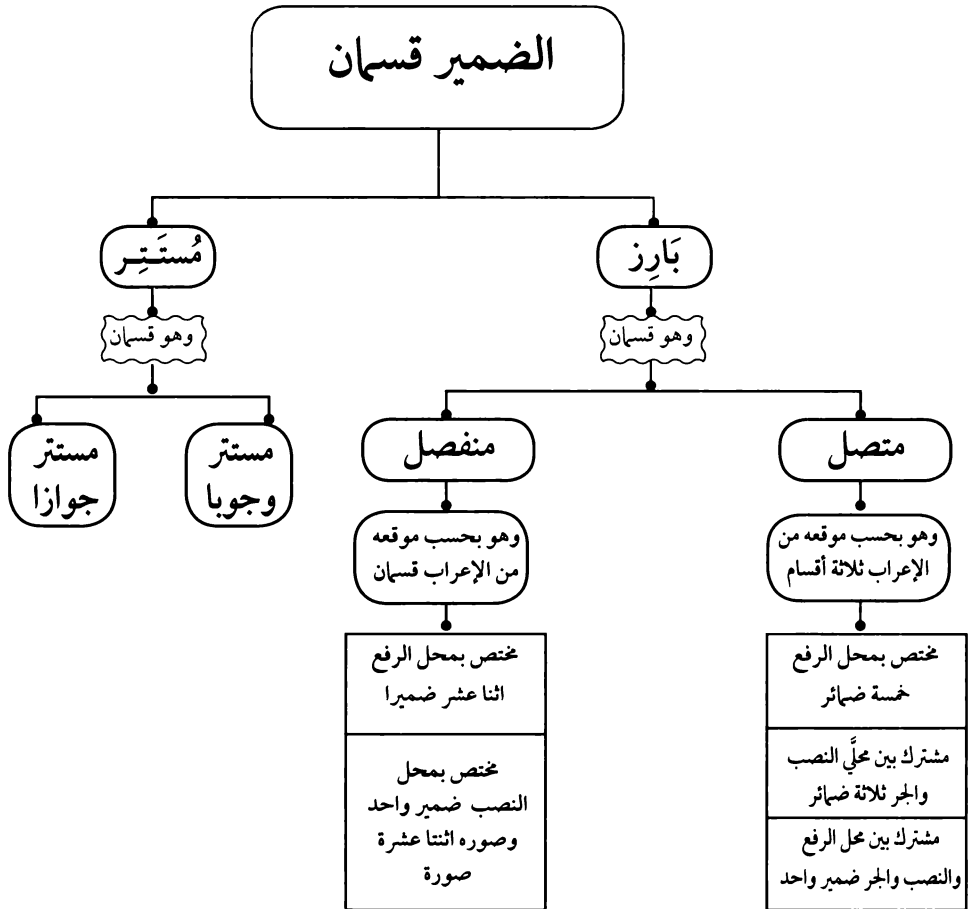 الضمير قسمان
بَارِز
مُستَـتِـر
وهو قسمان
وهو قسمان
متصل
منفصل
مستتر
وجوبا
مستتر
جوازا
وهو بحسب موقعه من
الإعراب ثلاثة أقسام
وهو بحسب موقعه
من الإعراب قسمان
مختص بمحل الرفع
خمسة ضمائر
مشترك بين محلَّي النصب
والجر ثلاثة ضمائر
مشترك بين محل الرفع
والنصب والجر ضمير واحد
مختص بمحل الرفع
اثنا عشر ضميرا
مختص بمحل
النصب ضمير واحد
وصوره اثنتا عشرة
صورة